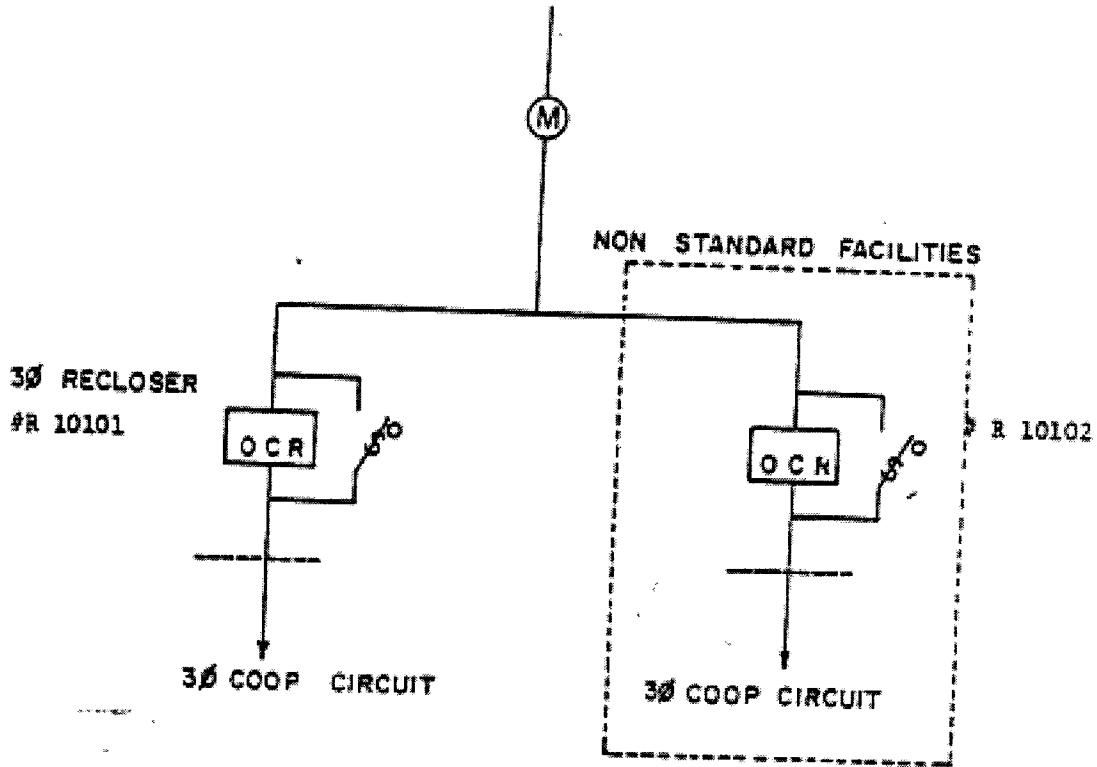 M
NON STANDARD FACILITIES
3Ø RECLOSER
#R 10101
OCR
R 10102
OCR
3Ø COOP CIRCUIT
3Ø COOP CIRCUIT